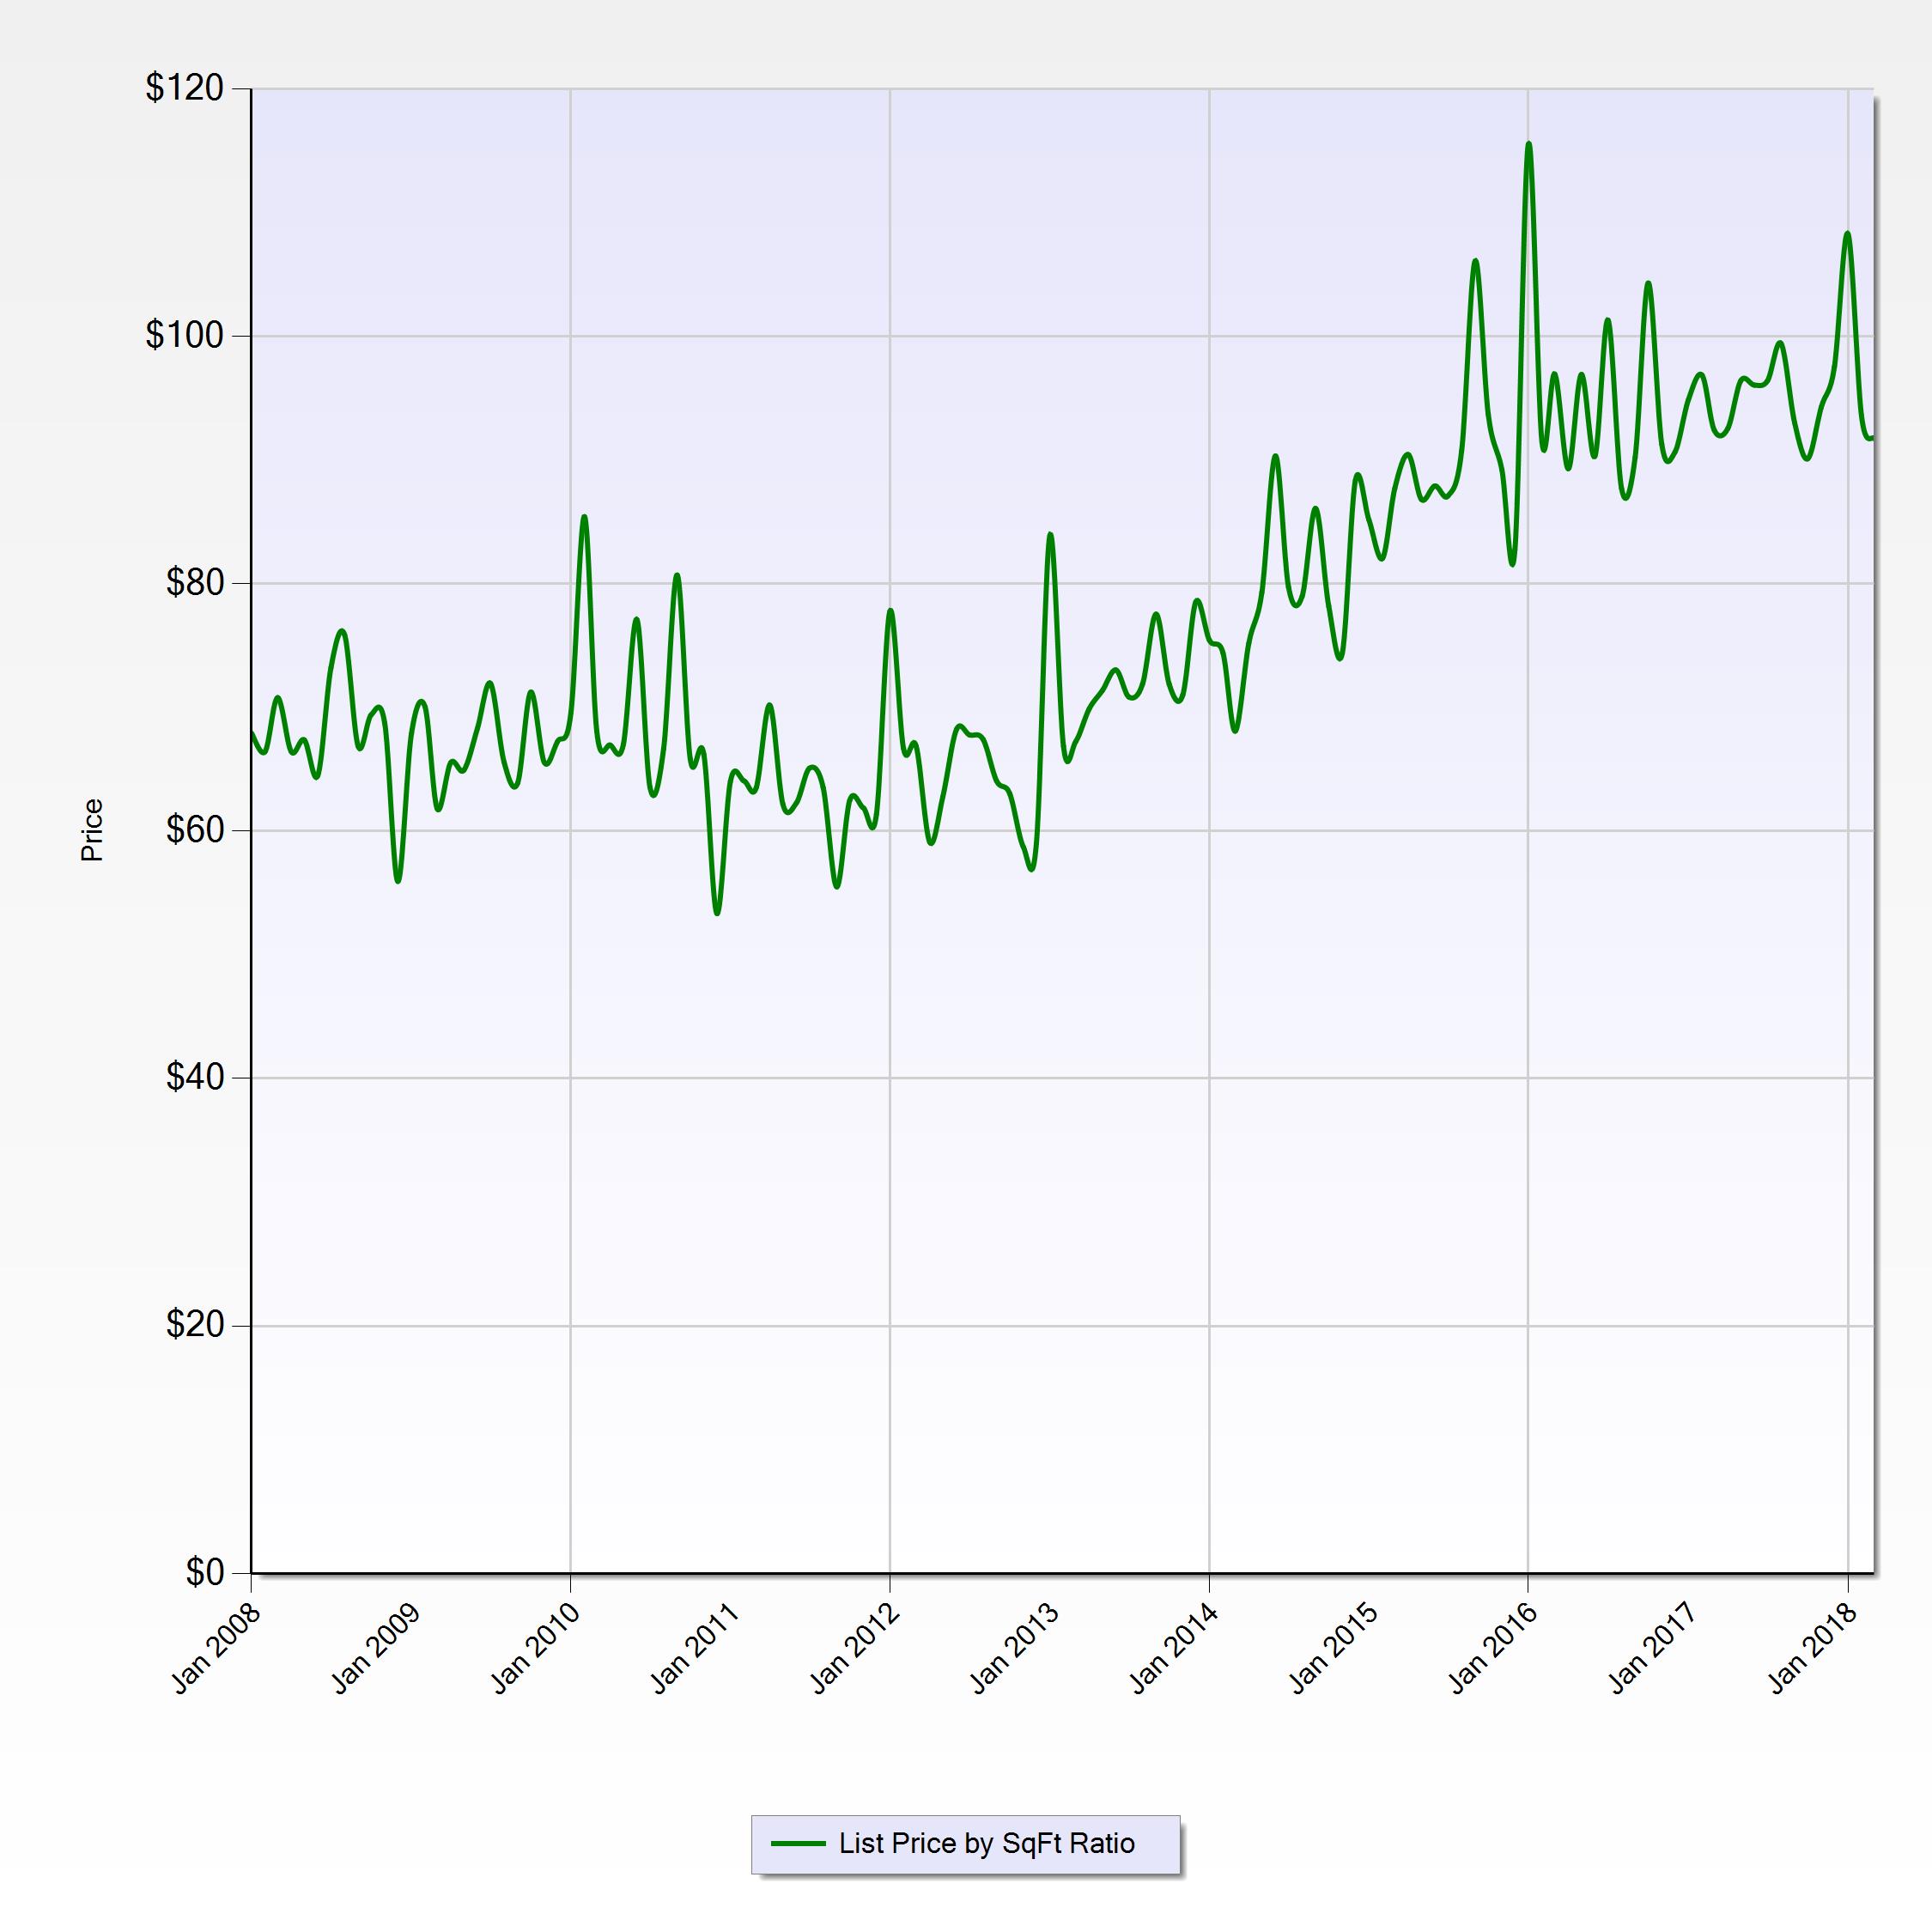 $120
$100
$80
$60
$40
$20
$0
Price
Jan 2008
Jan 2009
Jan 2010
Jan 2011
Jan 2012
Jan 2013
Jan 2014
Jan 2015
Jan 2016
Jan 2017
Jan 2018
List Price by SqFt Ratio